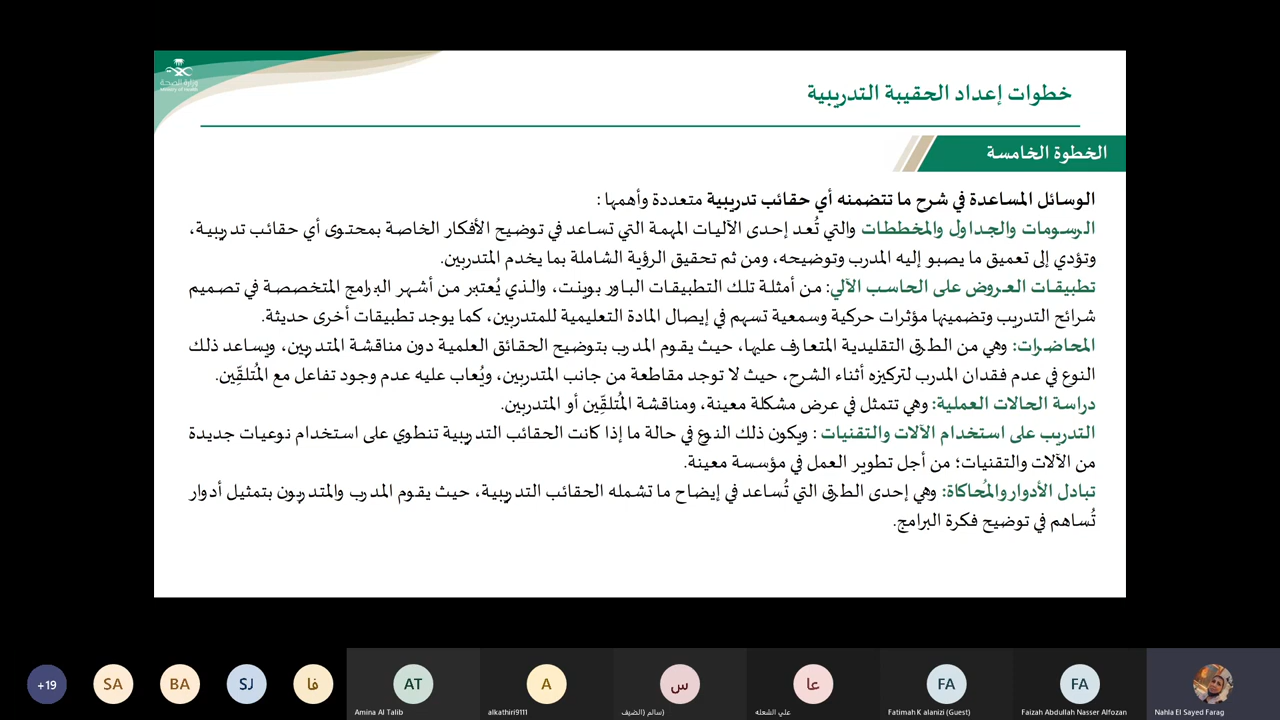 وزارة الصحة
Ministry of Health
خطوات إعداد الحقيبة التدريبية
الخطوة الخامسة
الوسائل المساعدة في شرح ما تتضمنه أي حقائب تدريبية متعددة وأهمها :
الرسومات والجداول والمخططات والتي تُعد إحدى الآليات المهمة التي تساعد في توضيح الأفكار الخاصة بمحتوى أي حقائب تدريبية،
وتؤدي إلى تعميق ما يصبو إليه المدرب وتوضيحه، ومن ثم تحقيق الرؤية الشاملة بما يخدم المتدربين.
تطبيقات العروض على الحاسب الآلي: من أمثلة تلك التطبيقات الباور بوينت، والذي يُعتبر من أشهر البرامج المتخصصة في تصميم
شرائح التدريب وتضمينها مؤثرات حركية وسمعية تسهم في إيصال المادة التعليمية للمتدربين، كما يوجد تطبيقات أخرى حديثة.
المحاضرات: وهي من الطرق التقليدية المتعارف عليها، حيث يقوم المدرب بتوضيح الحقائق العلمية دون مناقشة المتدربين، ويساعد ذلك
النوع في عدم فقدان المدرب لتركيزه أثناء الشرح، حيث لا توجد مقاطعة من جانب المتدربين، ويُعاب عليه عدم وجود تفاعل مع المُتلقِّين.
دراسة الحالات العملية: وهي تتمثل في عرض مشكلة معينة، ومناقشة المُتلقِّين أو المتدربين.
التدريب على استخدام الآلات والتقنيات : ويكون ذلك النوع في حالة ما إذا كانت الحقائب التدريبية تنطوي على استخدام نوعيات جديدة
من الآلات والتقنيات؛ من أجل تطوير العمل في مؤسسة معينة.
تبادل الأدوار والمُحاكاة: وهي إحدى الطرق التي تُساعد في إيضاح ما تشمله الحقائب التدريبية، حيث يقوم المدرب والمتدربون بتمثيل أدوار
تُساهم في توضيح فكرة البرامج.
+19
SA
BA
SJ
فا
AT
A
س
عا
FA
FA
Amina Al Talib
alkathiri9111
سالم (الضيف)
علي الشعله
Fatimah K alanizi (Guest)
Faizah Abdullah Nasser Alfozan
Nahla El Sayed Farag